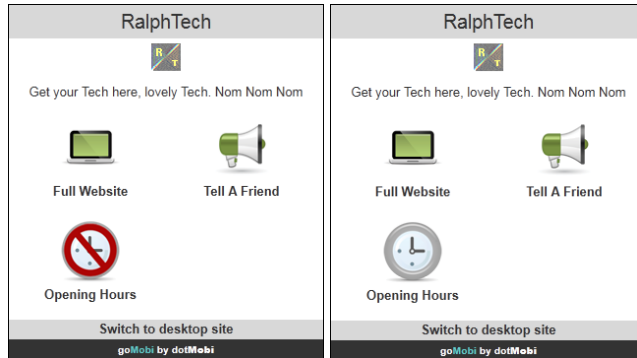 RalphTech
R
T
Get your Tech here, lovely Tech. Nom Nom Nom
Full Website
Tell A Friend
Opening Hours
Switch to desktop site
goMobi by dotMobi
RalphTech
R
T
Get your Tech here, lovely Tech. Nom Nom Nom
Full Website
Tell A Friend
Opening Hours
Switch to desktop site
goMobi by dotMobi